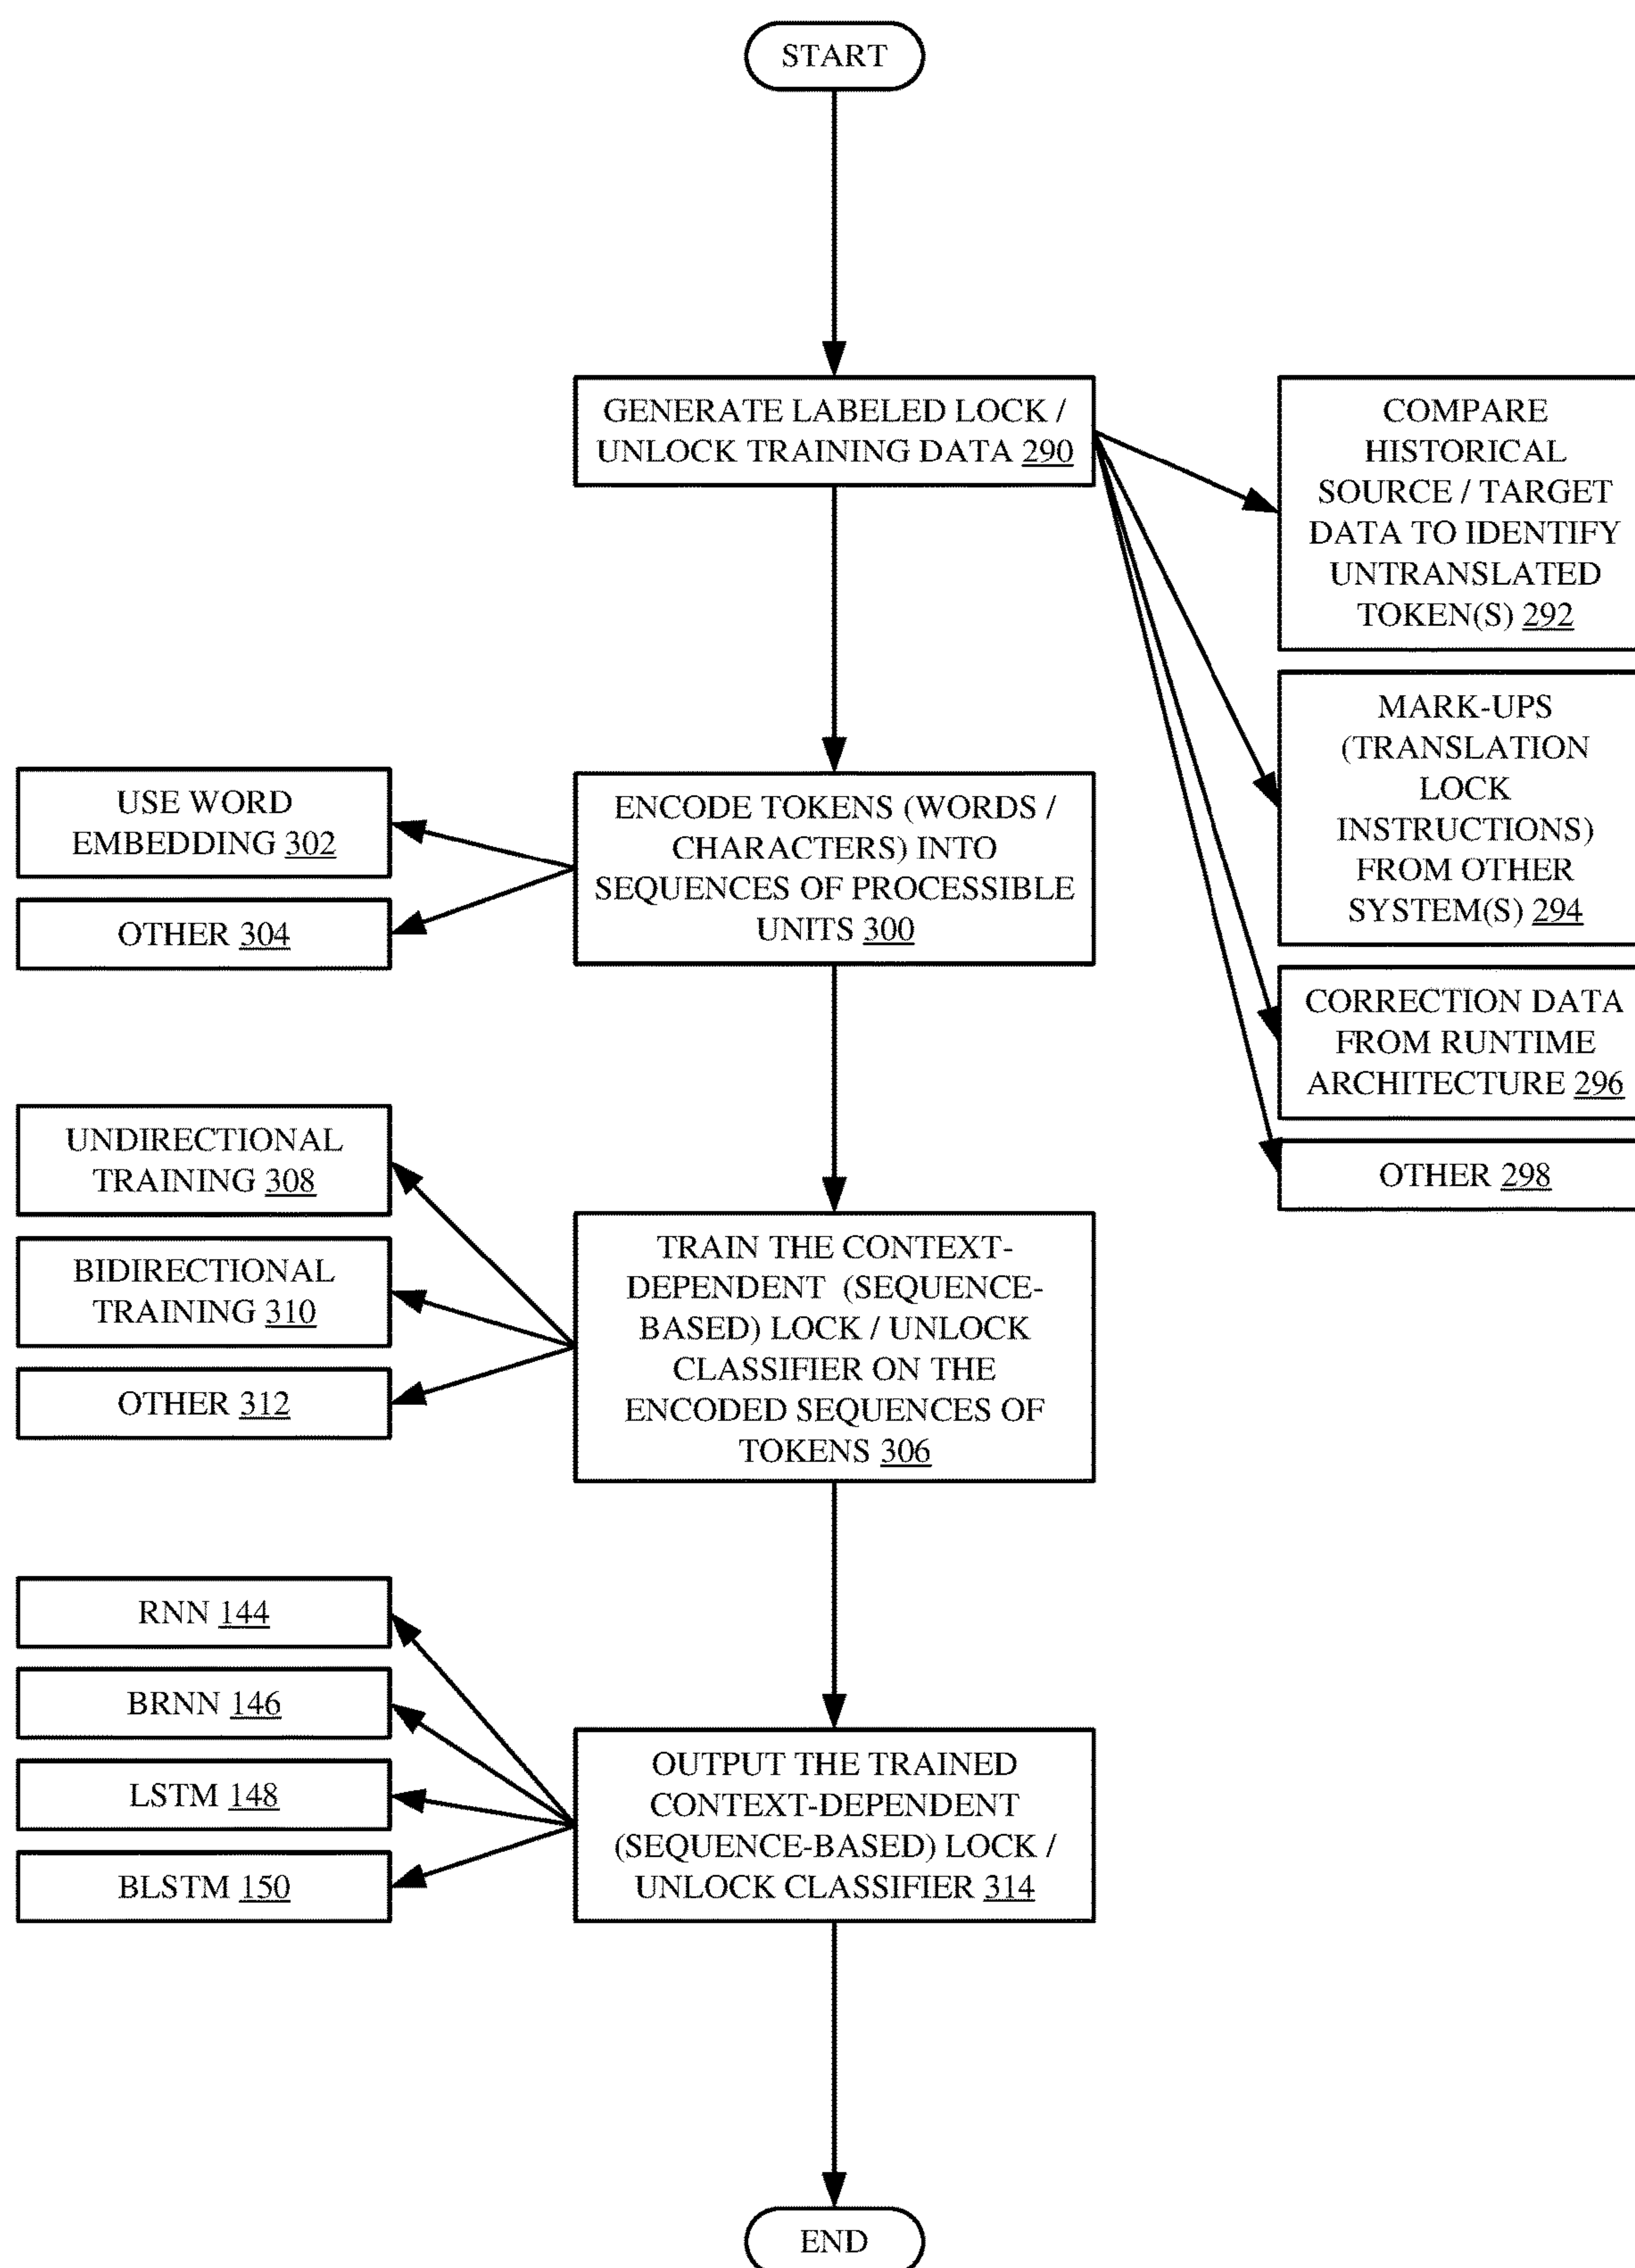 START
GENERATE LABELED LOCK /
UNLOCK TRAINING DATA 290
COMPARE
HISTORICAL
SOURCE / TARGET
DATA TO IDENTIFY
UNTRANSLATED
TOKEN(S) 292
MARK-UPS
(TRANSLATION
LOCK
INSTRUCTIONS)
FROM OTHER
SYSTEM(S) 294
CORRECTION DATA
FROM RUNTIME
ARCHITECTURE 296
OTHER 298
USE WORD
EMBEDDING 302
OTHER 304
ENCODE TOKENS (WORDS /
CHARACTERS) INTO
SEQUENCES OF PROCESSIBLE
UNITS 300
UNDIRECTIONAL
TRAINING 308
BIDIRECTIONAL
TRAINING 310
OTHER 312
TRAIN THE CONTEXT-
DEPENDENT (SEQUENCE-
BASED) LOCK / UNLOCK
CLASSIFIER ON THE
ENCODED SEQUENCES OF
TOKENS 306
RNN 144
BRNN 146
LSTM 148
BLSTM 150
OUTPUT THE TRAINED
CONTEXT-DEPENDENT
(SEQUENCE-BASED) LOCK /
UNLOCK CLASSIFIER 314
END